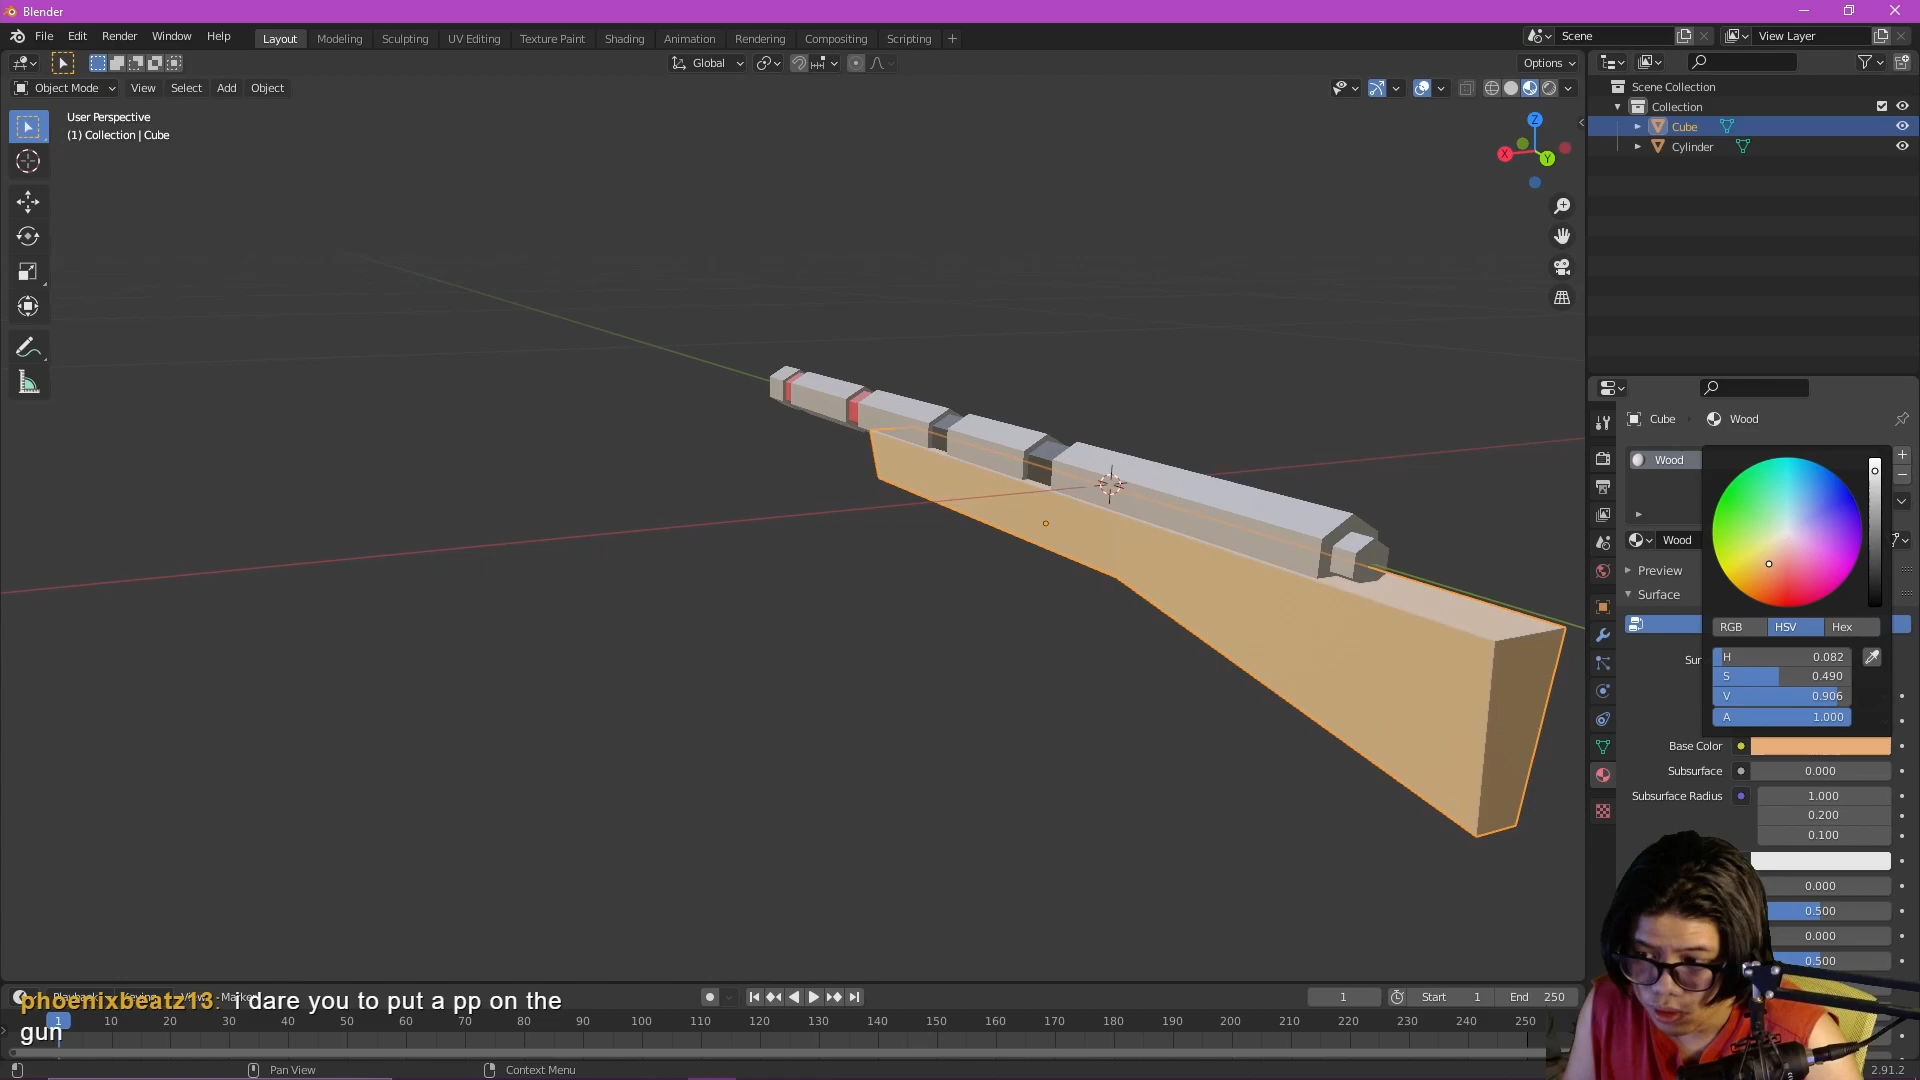 Blender
File Edit Render Window Help
Layout Modeling Sculpting UV Editing Texture Paint Shading Animation Rendering Compositing Scripting
Scene View Layer
Global Options
Object Mode View Select Add Object
User Perspective
(1) Collection | Cube
Z
X
Y
Scene Collection
Collection
Cube
Cylinder
Cube Wood
Wood
Wood
Preview
Surface
RGB HSV Hex
H 0.082
S 0.490
V 0.906
A 1.000
Sur
Base Color
Subsurface 0.000
Subsurface Radius 1.000
0.200
0.100
0.000
0.500
0.000
0.500
phoenixbeatz13: i dare you to put a pp on the
gun
1 Start 1 End 250
1 10 20 30 40 50 60 70 80 90 100 110 120 130 140 150 160 170 180 190 200 210 220 230 240 250
Pan View Context Menu 2.91.2